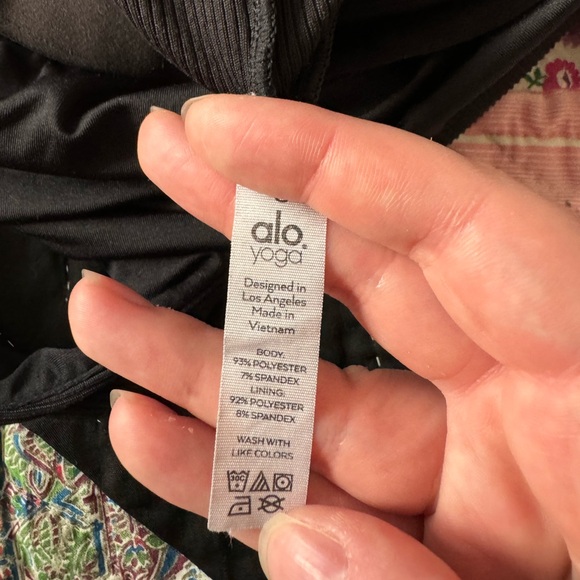 alo.
yoga
Designed in
Los Angeles
Made in
Vietnam
BODY:
93% POLYESTER
7% SPANDEX
LINING:
92% POLYESTER
8% SPANDEX
WASH WITH
LIKE COLORS
30C